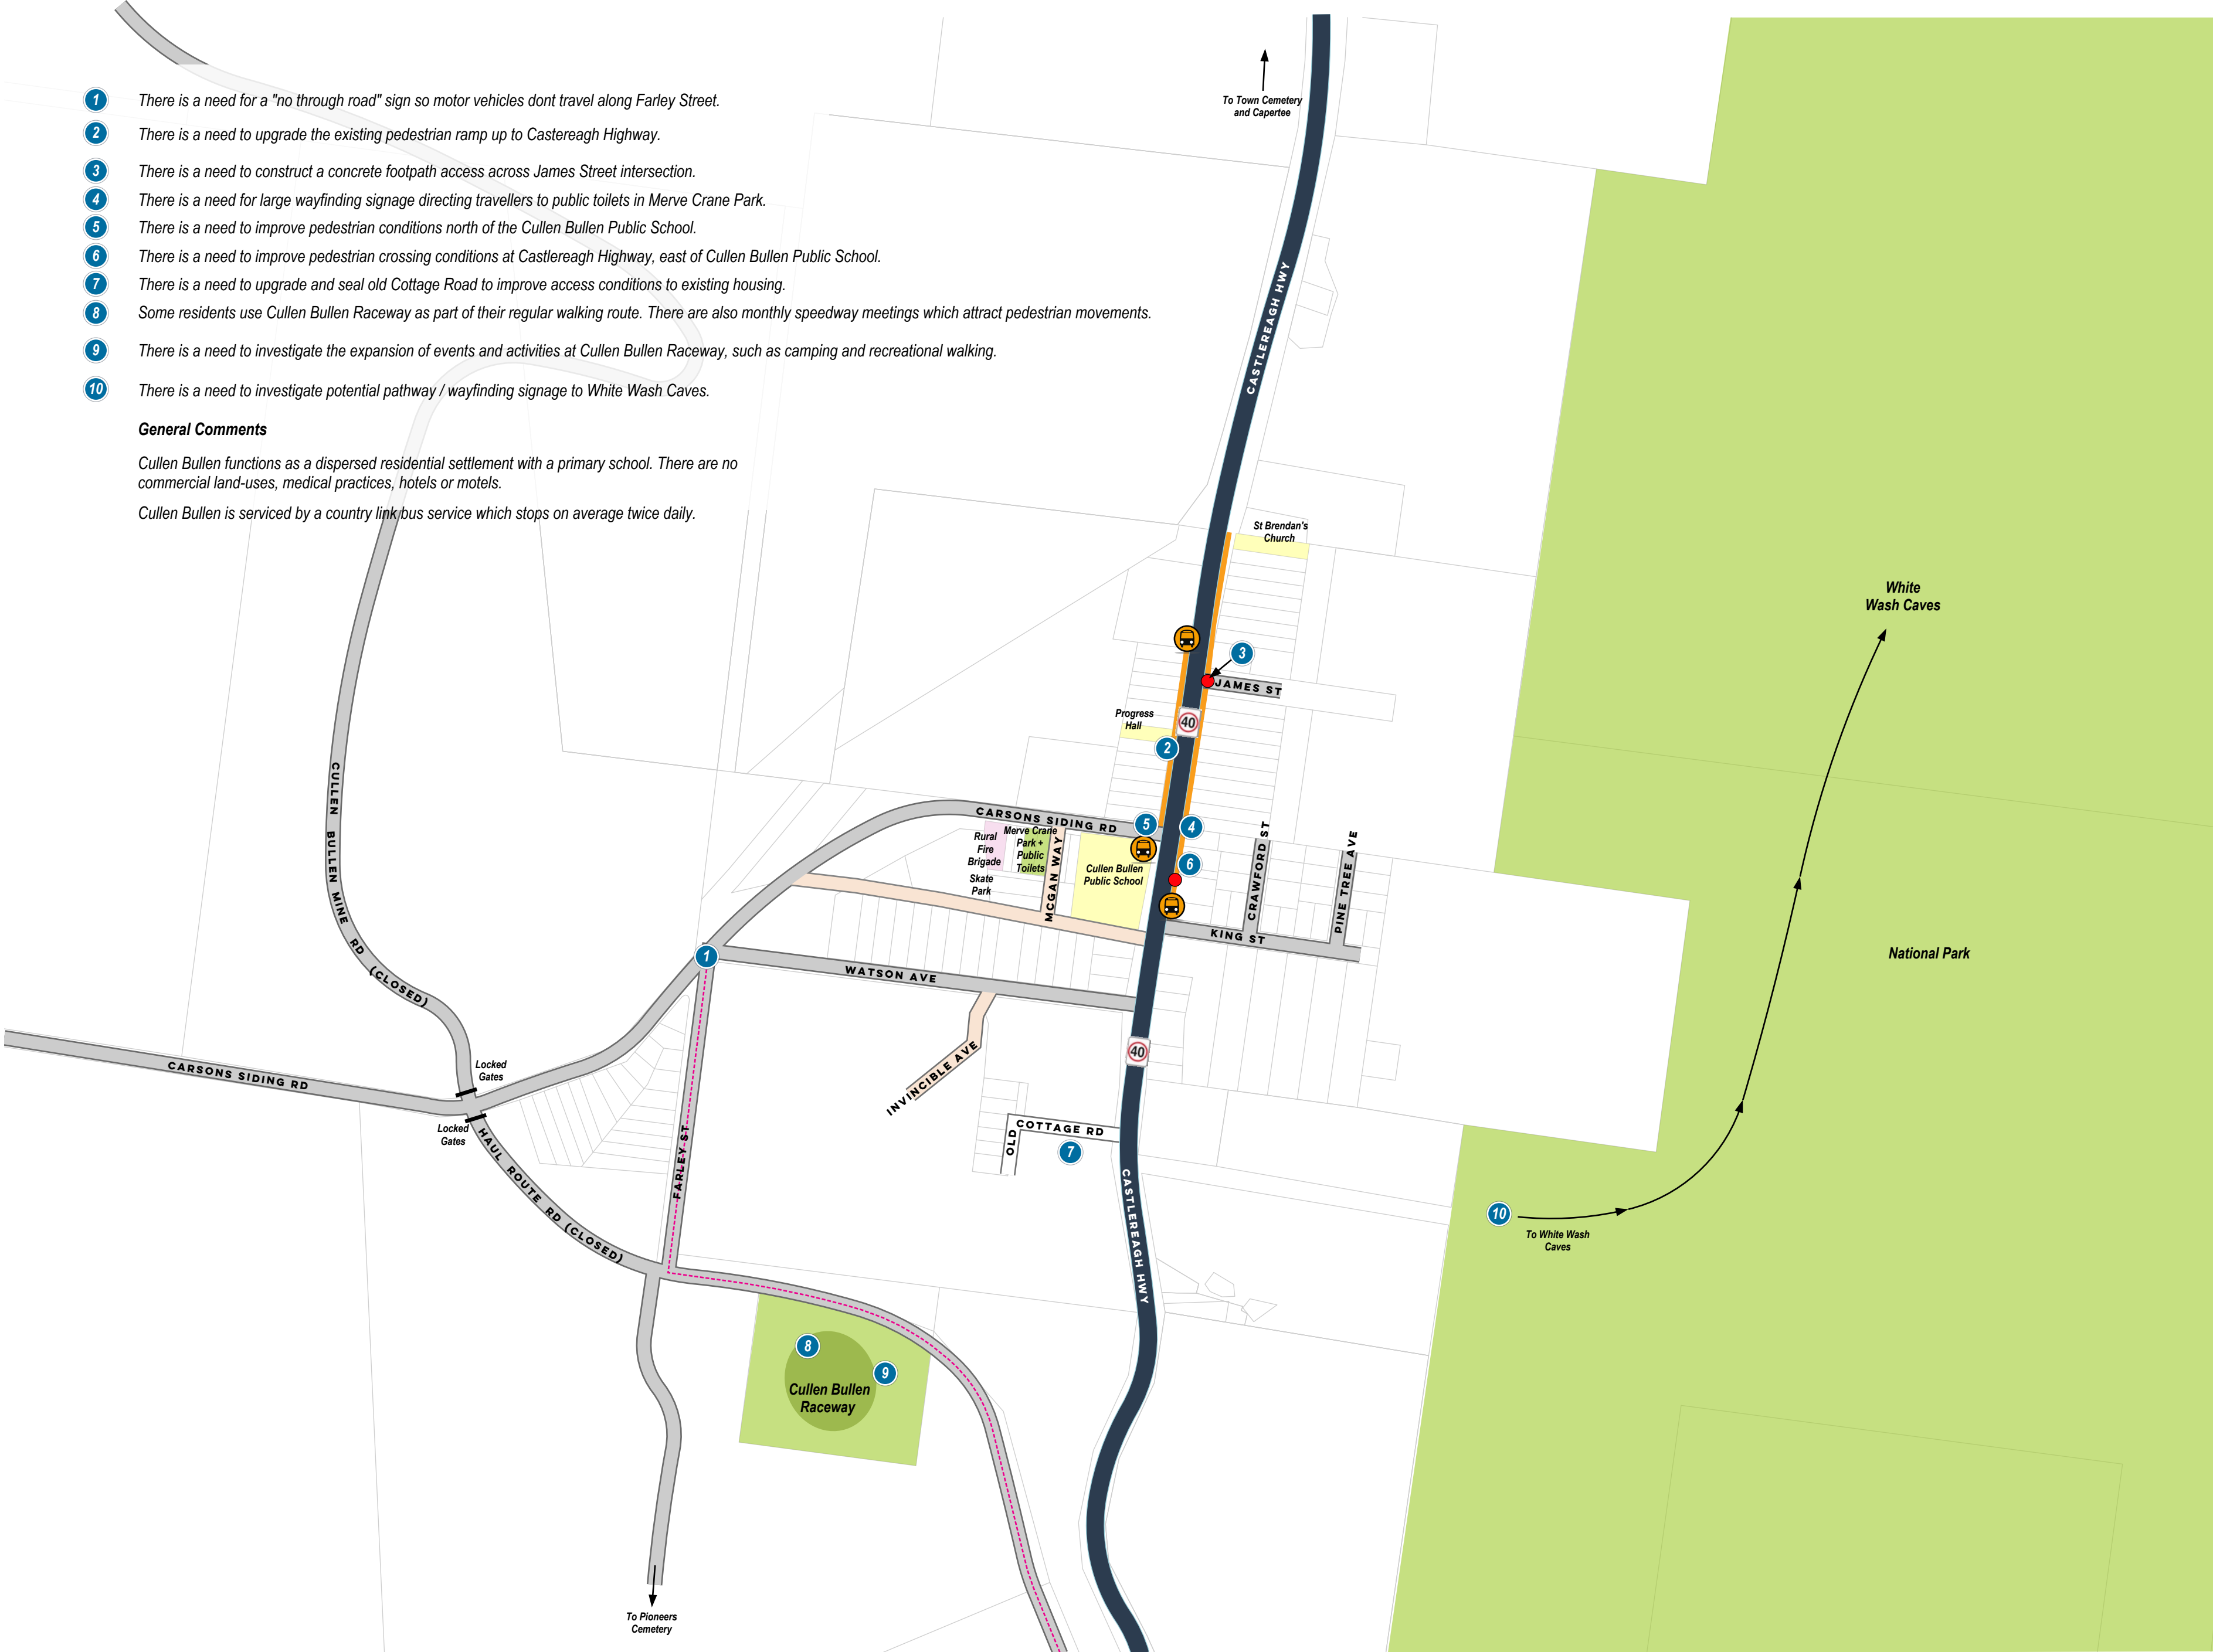 1 There is a need for a "no through road" sign so motor vehicles dont travel along Farley Street.
2 There is a need to upgrade the existing pedestrian ramp up to Castereagh Highway.
3 There is a need to construct a concrete footpath access across James Street intersection.
4 There is a need for large wayfinding signage directing travellers to public toilets in Merve Crane Park.
5 There is a need to improve pedestrian conditions north of the Cullen Bullen Public School.
6 There is a need to improve pedestrian crossing conditions at Castlereagh Highway, east of Cullen Bullen Public School.
7 There is a need to upgrade and seal old Cottage Road to improve access conditions to existing housing.
8 Some residents use Cullen Bullen Raceway as part of their regular walking route. There are also monthly speedway meetings which attract pedestrian movements.
9 There is a need to investigate the expansion of events and activities at Cullen Bullen Raceway, such as camping and recreational walking.
10 There is a need to investigate potential pathway / wayfinding signage to White Wash Caves.
General Comments
Cullen Bullen functions as a dispersed residential settlement with a primary school. There are no
commercial land-uses, medical practices, hotels or motels.
Cullen Bullen is serviced by a country link bus service which stops on average twice daily.
To Town Cemetery
and Capertee
CASTLEREAGH HWY
St Brendan's
Church
White
Wash Caves
3
JAMES ST
Progress
Hall
40
2
CULLEN BULLEN MINE RD (CLOSED)
CARSONS SIDING RD
5
4
6
Rural
Fire
Brigade
Merve Crane
Park +
Public
Toilets
Skate
Park
MCGAN WAY
Cullen Bullen
Public School
CRAWFORD ST
PINE TREE AVE
KING ST
National Park
1
WATSON AVE
INVINCIBLE AVE
40
CARSONS SIDING RD
Locked
Gates
Locked
Gates
HAUL ROUTE RD (CLOSED)
FARLEY ST
OLD COTTAGE RD
7
CASTLEREAGH HWY
10
To White Wash
Caves
8
9
Cullen Bullen
Raceway
To Pioneers
Cemetery